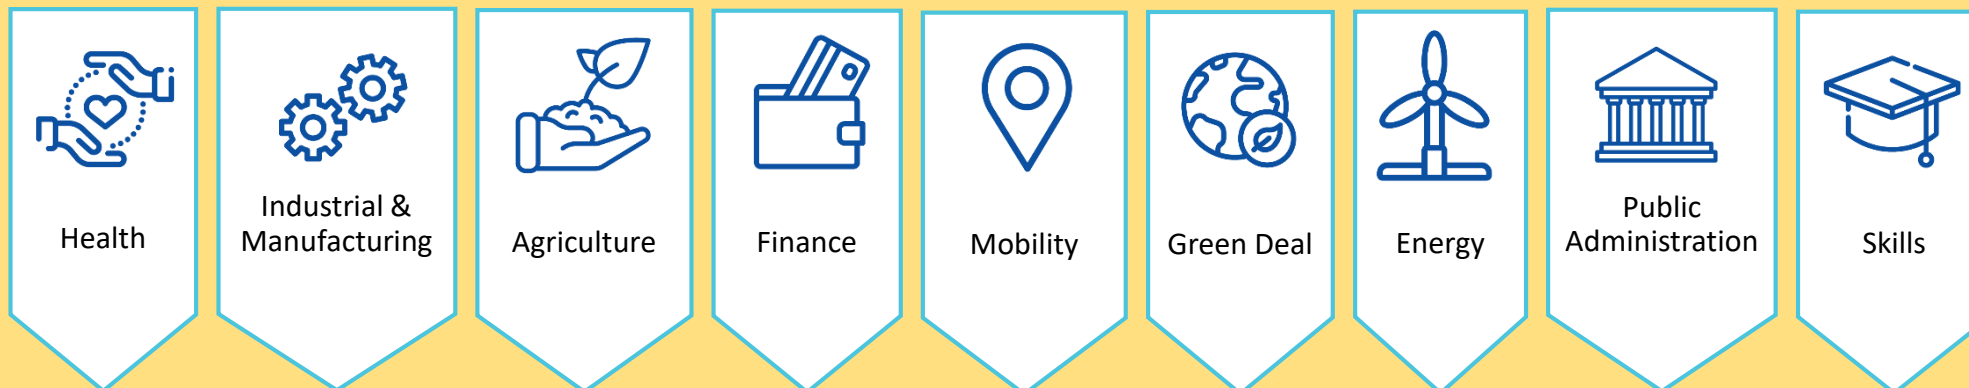 Health
Industrial &
Manufacturing
Agriculture
Finance
Mobility
Green Deal
Energy
Public
Administration
Skills